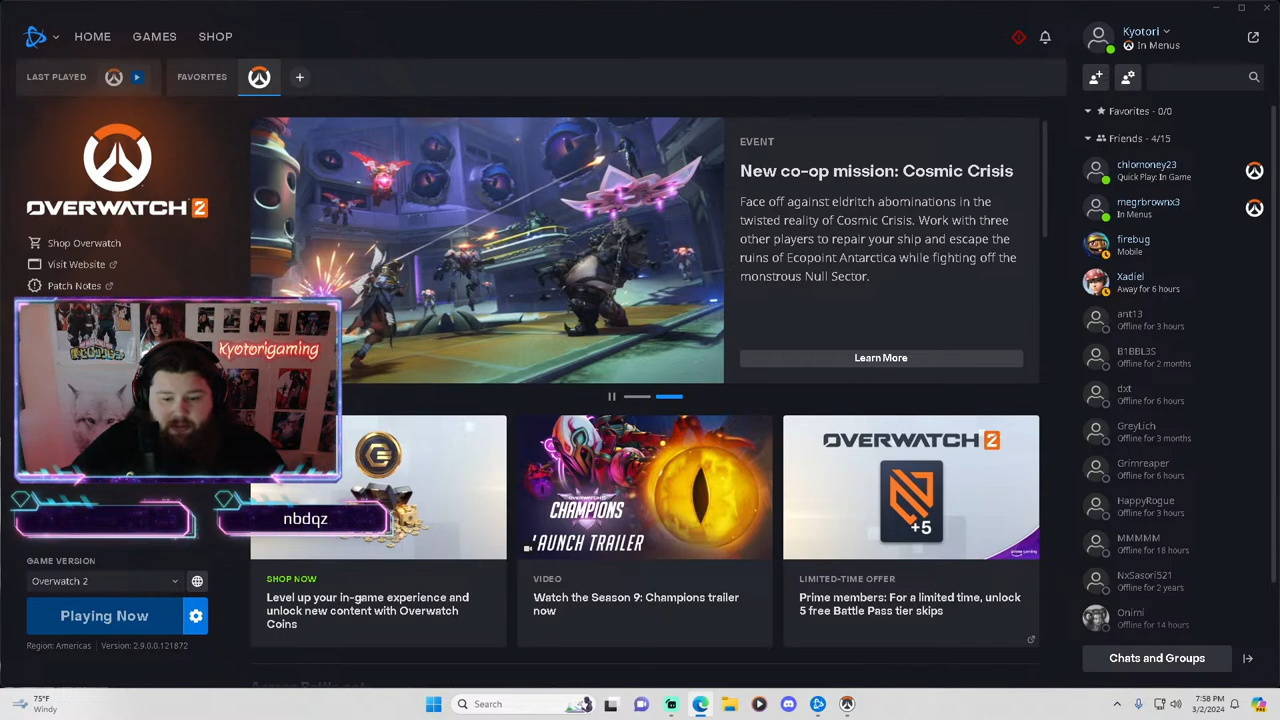 HOME
GAMES
SHOP
Kyotori
In Menus
LAST PLAYED
FAVORITES
+
Favorites - 0/0
Friends - 4/15
chlomoney23
Quick Play: In Game
megrbrownx3
In Menus
firebug
Mobile
Xadiel
Away for 6 hours
ant13
Offline for 3 hours
B1BBL3S
Offline for 2 months
dxt
Offline for 6 hours
GreyLich
Offline for 3 months
Grimreaper
Offline for 6 hours
HappyRogue
Offline for 3 hours
MMMMM
Offline for 18 hours
NxSasori521
Offline for 2 years
Onimi
Offline for 14 hours
Chats and Groups
OVERWATCH 2
Shop Overwatch
Visit Website
Patch Notes
EVENT
New co-op mission: Cosmic Crisis
Face off against eldritch abominations in the
twisted reality of Cosmic Crisis. Work with three
other players to repair your ship and escape the
ruins of Ecopoint Antarctica while fighting off the
monstrous Null Sector.
Learn More
Kyotorigaming
nbdqz
GAME VERSION
Overwatch 2
Playing Now
Region: Americas | Version: 2.9.0.0.121872
SHOP NOW
Level up your in-game experience and
unlock new content with Overwatch
Coins
OVERWATCH 2
CHAMPIONS
LAUNCH TRAILER
VIDEO
Watch the Season 9: Champions trailer
now
OVERWATCH 2
+5
prime gaming
LIMITED-TIME OFFER
Prime members: For a limited time, unlock
5 free Battle Pass tier skips
75°F
Windy
Search
7:58 PM
3/2/2024